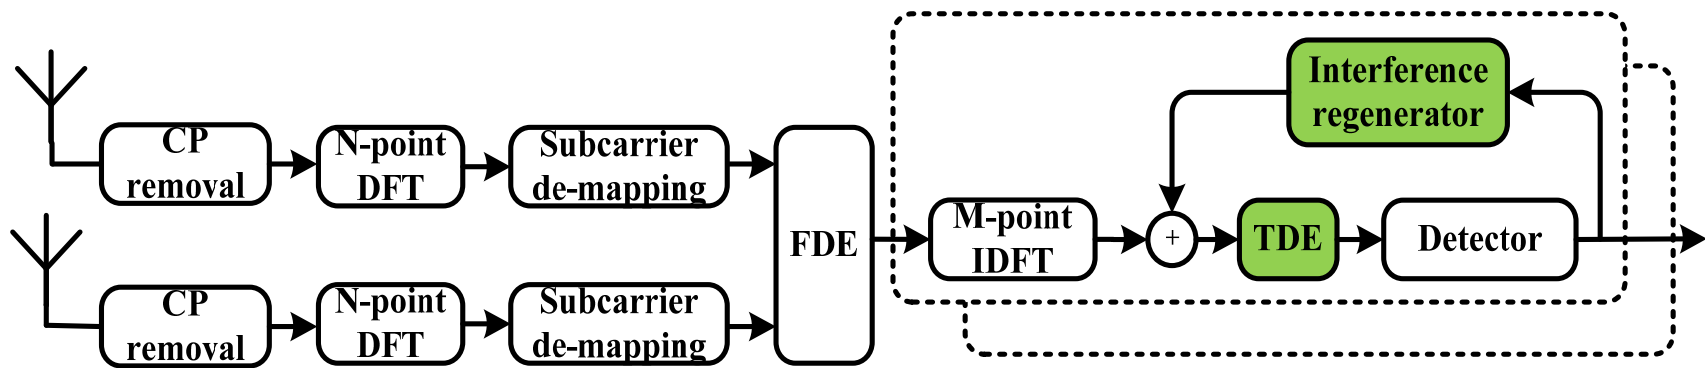 CP
removal
N-point
DFT
Subcarrier
de-mapping
CP
removal
N-point
DFT
Subcarrier
de-mapping
FDE
M-point
IDFT
+
TDE
Detector
Interference
regenerator